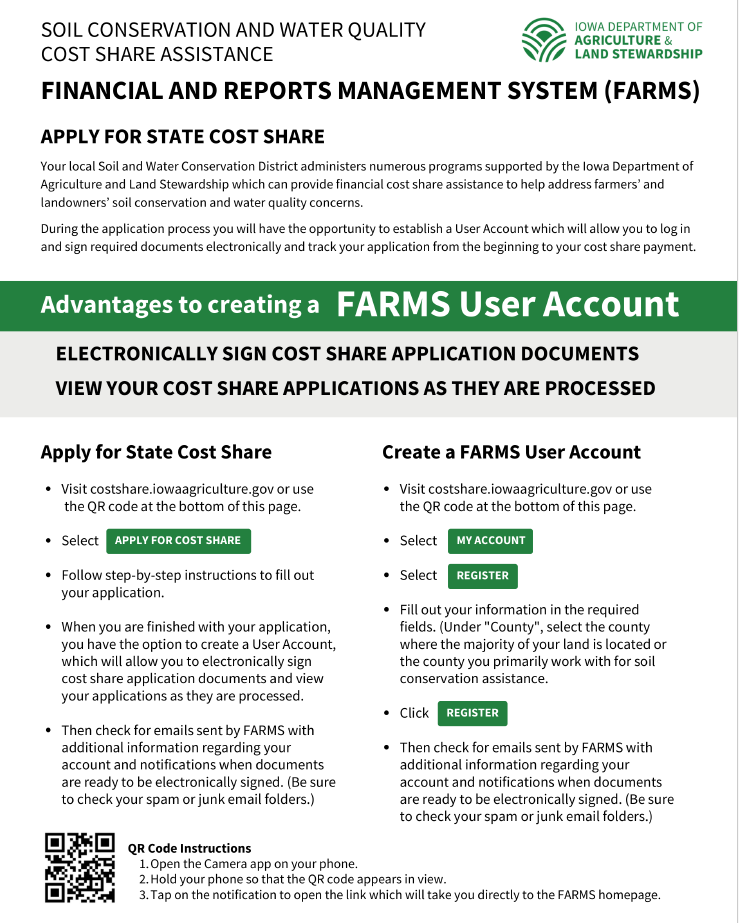 SOIL CONSERVATION AND WATER QUALITY
COST SHARE ASSISTANCE
IOWA DEPARTMENT OF
AGRICULTURE &
LAND STEWARDSHIP
FINANCIAL AND REPORTS MANAGEMENT SYSTEM (FARMS)
APPLY FOR STATE COST SHARE
Your local Soil and Water Conservation District administers numerous programs supported by the Iowa Department of
Agriculture and Land Stewardship which can provide financial cost share assistance to help address farmers’ and
landowners’ soil conservation and water quality concerns.
During the application process you will have the opportunity to establish a User Account which will allow you to log in
and sign required documents electronically and track your application from the beginning to your cost share payment.
Advantages to creating a FARMS User Account
ELECTRONICALLY SIGN COST SHARE APPLICATION DOCUMENTS
VIEW YOUR COST SHARE APPLICATIONS AS THEY ARE PROCESSED
Apply for State Cost Share
• Visit costshare.iowaagriculture.gov or use
the QR code at the bottom of this page.
• Select APPLY FOR COST SHARE
• Follow step-by-step instructions to fill out
your application.
• When you are finished with your application,
you have the option to create a User Account,
which will allow you to electronically sign
cost share application documents and view
your applications as they are processed.
• Then check for emails sent by FARMS with
additional information regarding your
account and notifications when documents
are ready to be electronically signed. (Be sure
to check your spam or junk email folders.)
Create a FARMS User Account
• Visit costshare.iowaagriculture.gov or use
the QR code at the bottom of this page.
• Select MY ACCOUNT
• Select REGISTER
• Fill out your information in the required
fields. (Under "County", select the county
where the majority of your land is located or
the county you primarily work with for soil
conservation assistance.
• Click REGISTER
• Then check for emails sent by FARMS with
additional information regarding your
account and notifications when documents
are ready to be electronically signed. (Be sure
to check your spam or junk email folders.)
QR Code Instructions
1. Open the Camera app on your phone.
2. Hold your phone so that the QR code appears in view.
3. Tap on the notification to open the link which will take you directly to the FARMS homepage.